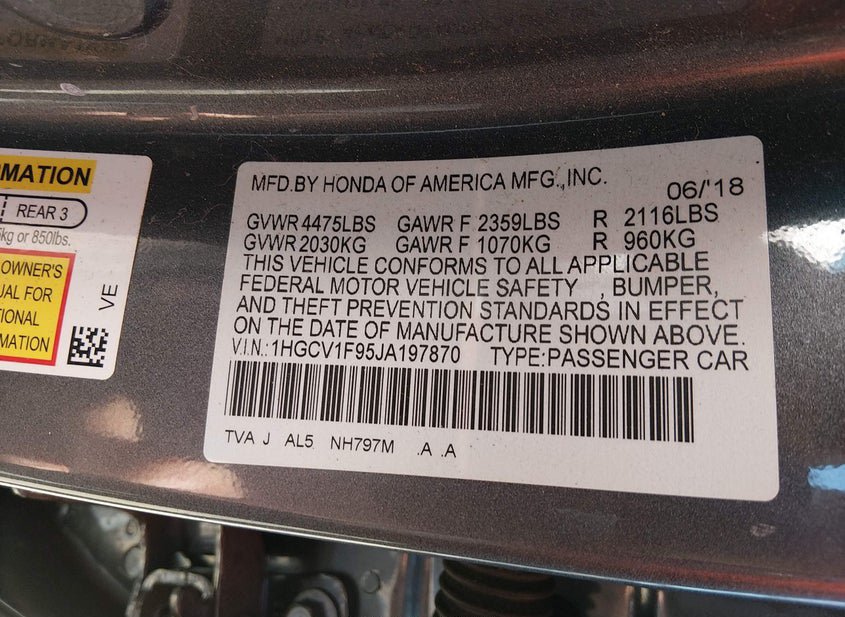 MATION
REAR 3
kg or 850lbs.
OWNER'S
UAL FOR
TIONAL
MATION
VE
MFD.BY HONDA OF AMERICA MFG.,INC. 06/'18
GVWR 4475LBS GAWR F 2359LBS R 2116LBS
GVWR 2030KG GAWR F 1070KG R 960KG
THIS VEHICLE CONFORMS TO ALL APPLICABLE
FEDERAL MOTOR VEHICLE SAFETY , BUMPER,
AND THEFT PREVENTION STANDARDS IN EFFECT
ON THE DATE OF MANUFACTURE SHOWN ABOVE.
V.I.N.:1HGCV1F95JA197870 TYPE:PASSENGER CAR
TVA J AL5 NH797M .A .A